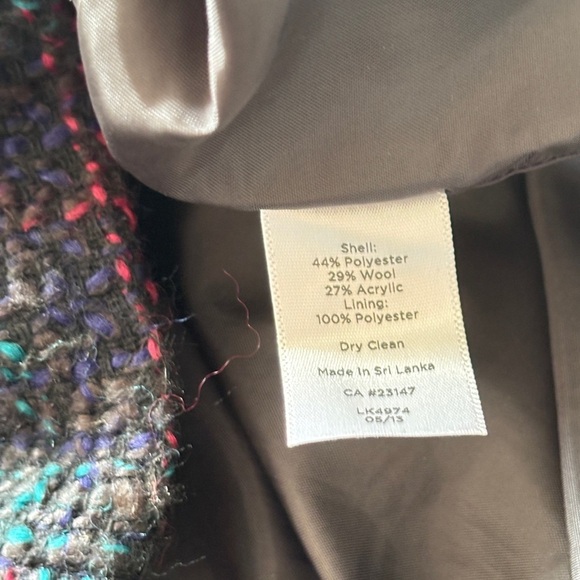 Shell:
44% Polyester
29% Wool
27% Acrylic
Lining:
100% Polyester
Dry Clean
Made In Sri Lanka
CA #23147
LK4974
05/13